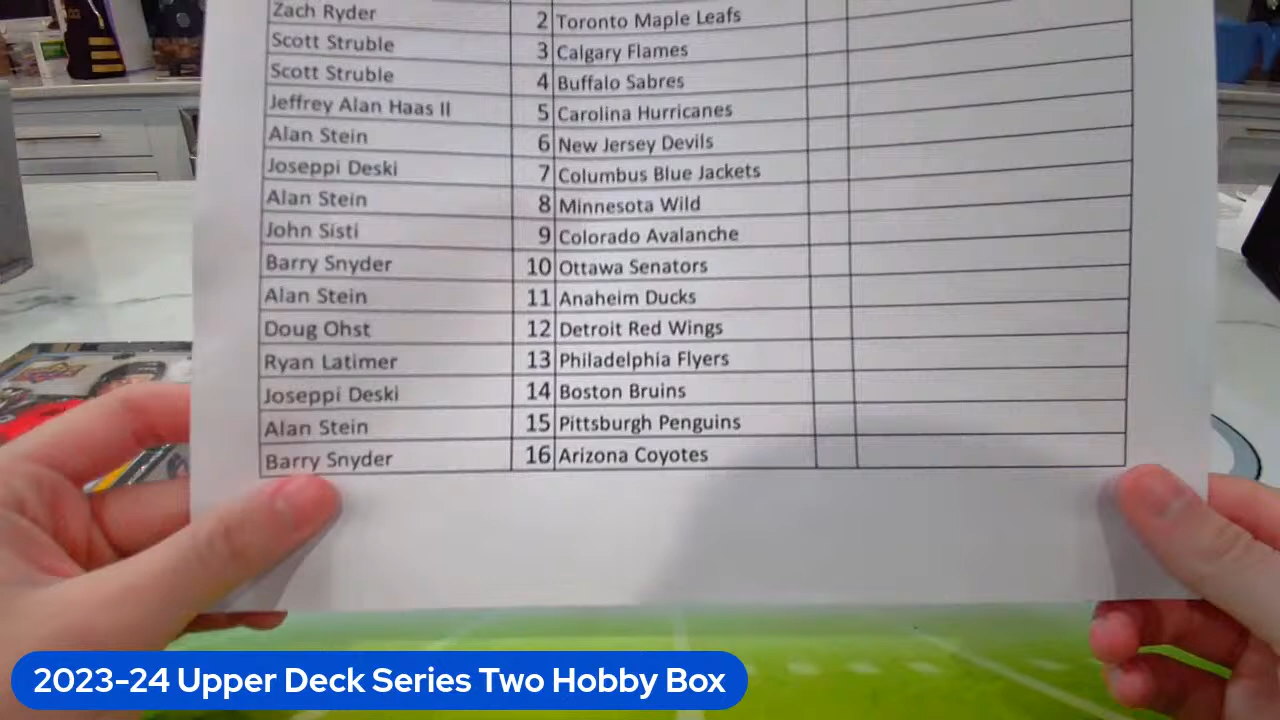 Zach Ryder 2 Toronto Maple Leafs
Scott Struble 3 Calgary Flames
Scott Struble 4 Buffalo Sabres
Jeffrey Alan Haas II 5 Carolina Hurricanes
Alan Stein 6 New Jersey Devils
Joseppi Deski 7 Columbus Blue Jackets
Alan Stein 8 Minnesota Wild
John Sisti 9 Colorado Avalanche
Barry Snyder 10 Ottawa Senators
Alan Stein 11 Anaheim Ducks
Doug Ohst 12 Detroit Red Wings
Ryan Latimer 13 Philadelphia Flyers
Joseppi Deski 14 Boston Bruins
Alan Stein 15 Pittsburgh Penguins
Barry Snyder 16 Arizona Coyotes
2023-24 Upper Deck Series Two Hobby Box